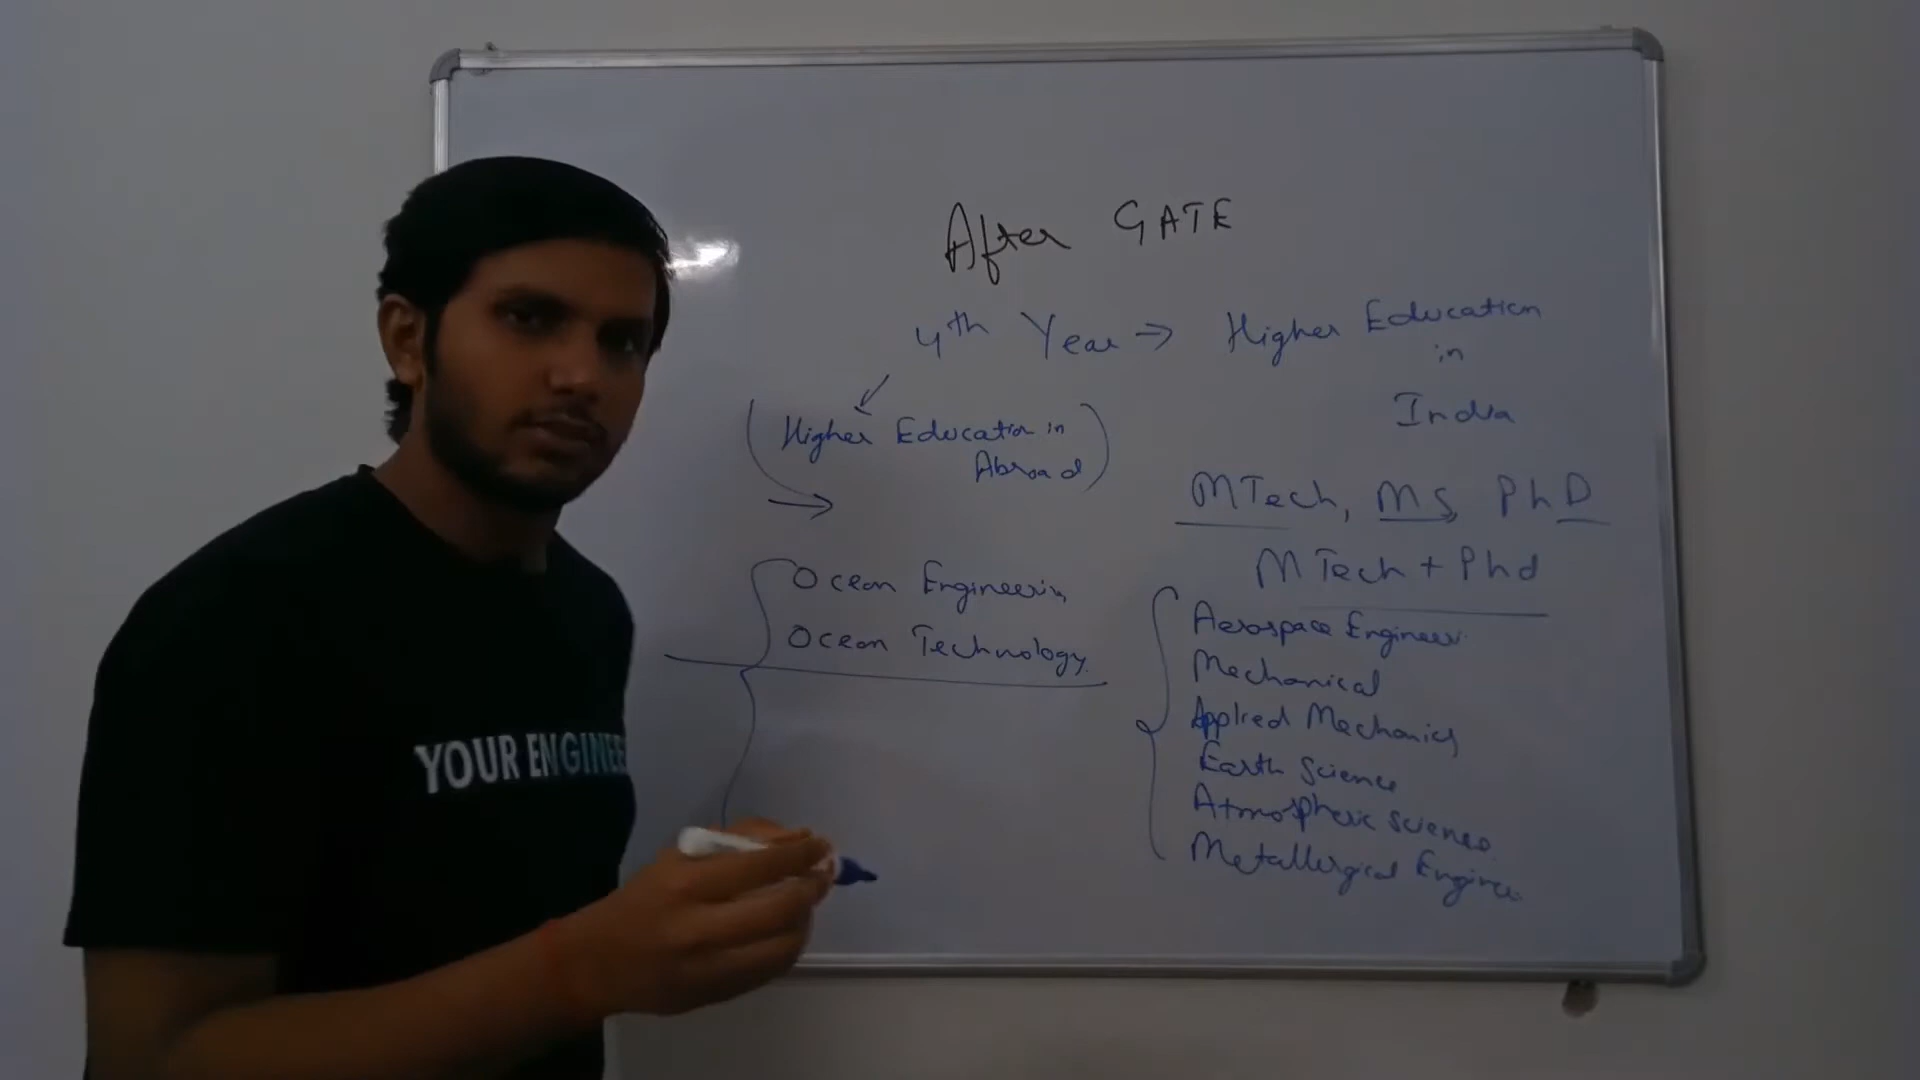 After GATE
4th Year → Higher Education
in
India
(Higher Education in
Abroad)
→
MTech, MS, PhD
MTech + Phd
Ocean Engineerin
Ocean Technology.
Aerospace Engineer
Mechanical
Applied Mechanics
Earth Science
Atmospheric science
Metallurgical Engine
YOUR ENGINEE